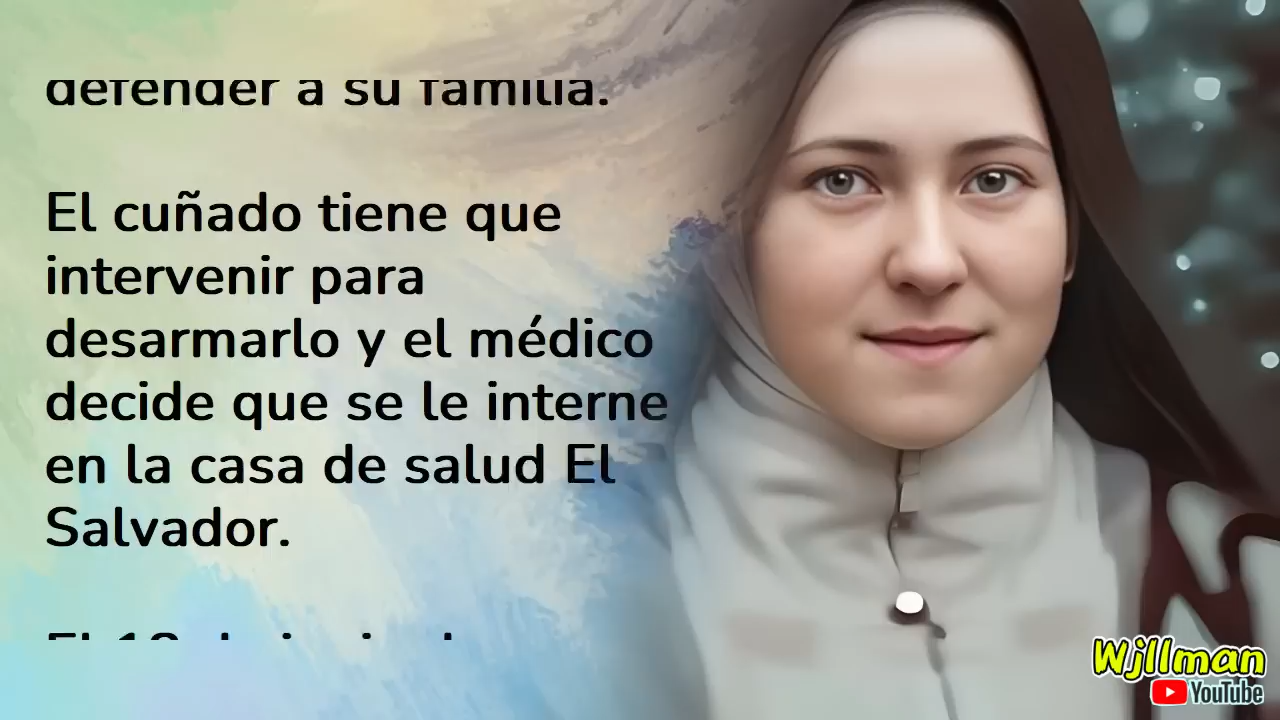 defender a su familia.
El cuñado tiene que
intervenir para
desarmarlo y el médico
decide que se le interne
en la casa de salud El
Salvador.
Wjllman
YouTube